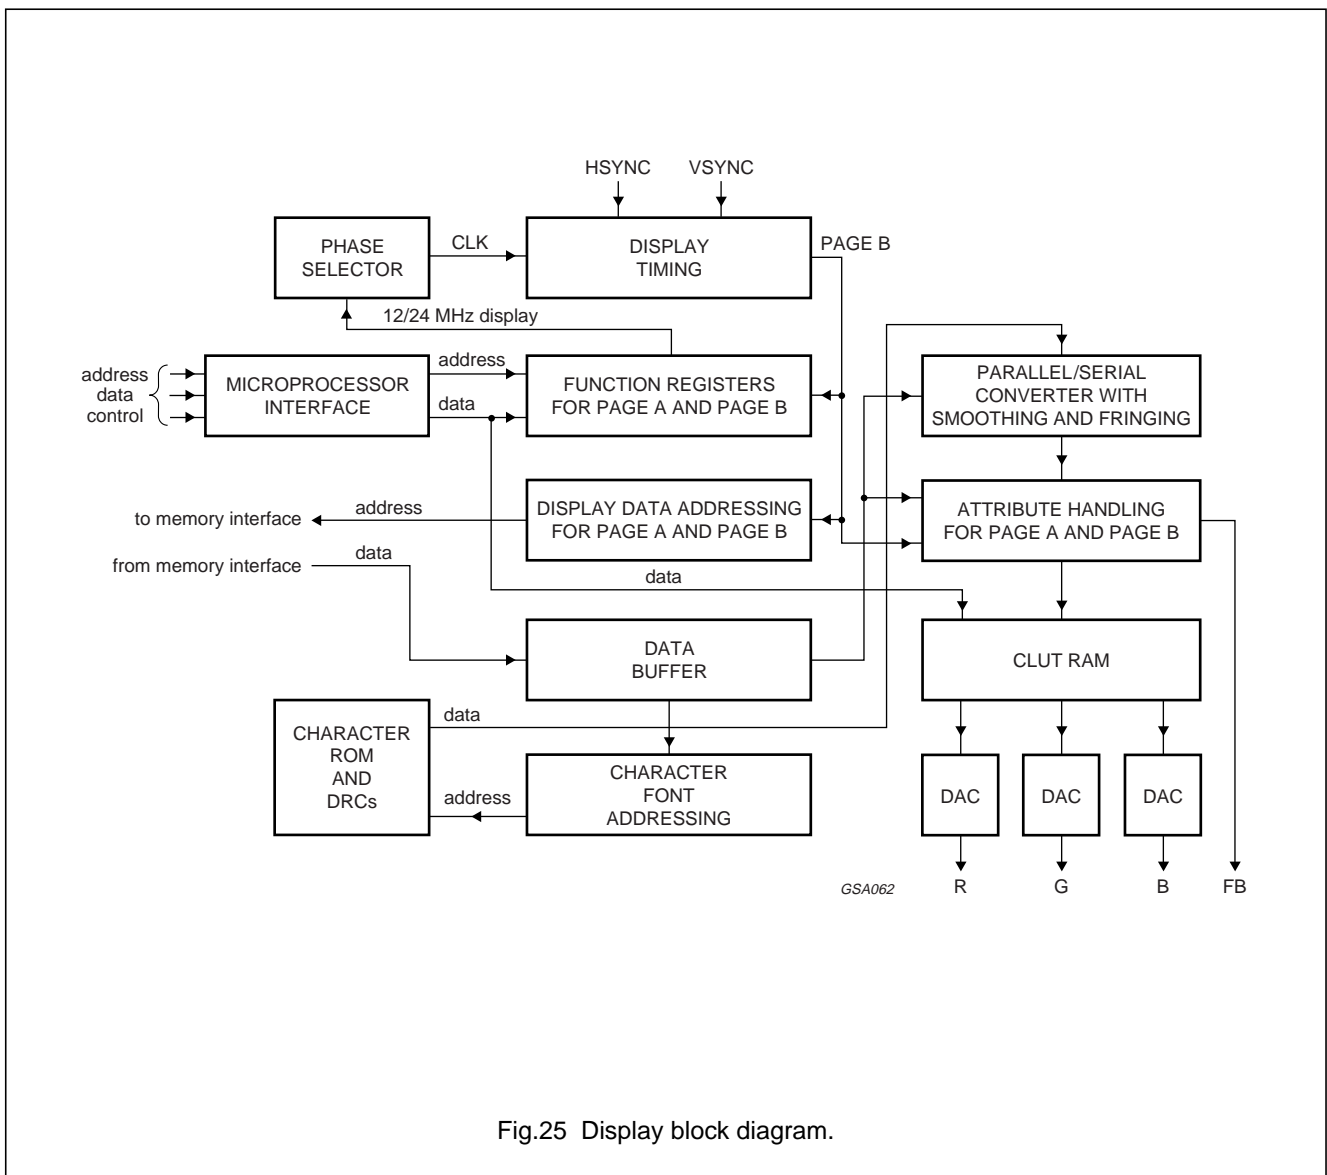 HSYNC
VSYNC
PHASE
SELECTOR
CLK
DISPLAY
TIMING
PAGE B
12/24 MHz display
address
data
control
MICROPROCESSOR
INTERFACE
address
data
FUNCTION REGISTERS
FOR PAGE A AND PAGE B
PARALLEL/SERIAL
CONVERTER WITH
SMOOTHING AND FRINGING
to memory interface
address
DISPLAY DATA ADDRESSING
FOR PAGE A AND PAGE B
ATTRIBUTE HANDLING
FOR PAGE A AND PAGE B
from memory interface
data
data
DATA
BUFFER
CLUT RAM
CHARACTER
ROM
AND
DRCs
data
address
CHARACTER
FONT
ADDRESSING
DAC
DAC
DAC
GSA062
R
G
B
FB
Fig.25 Display block diagram.